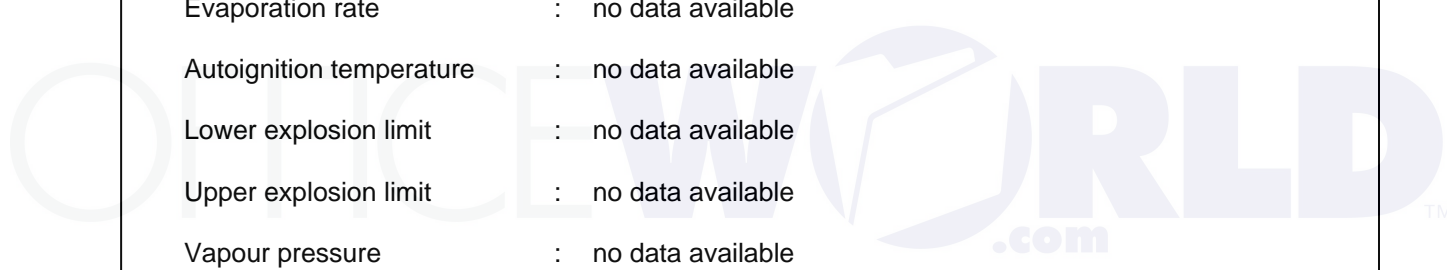 Evaporation rate : no data available
Autoignition temperature : no data available
Lower explosion limit : no data available
Upper explosion limit : no data available
Vapour pressure : no data available
OFFICEWORLD
.com
TM